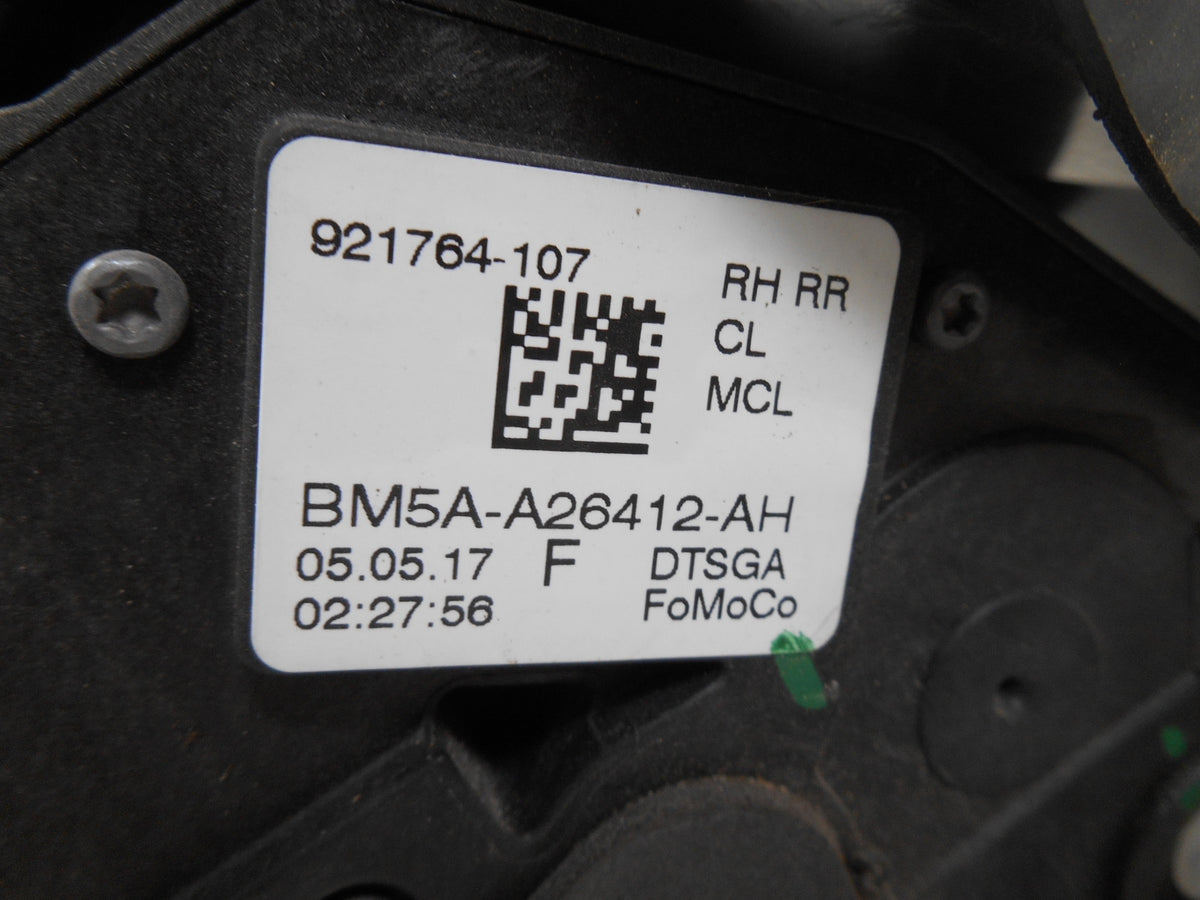 921764-107
RH RR
CL
MCL
BM5A-A26412-AH
05.05.17 F DTSGA
02:27:56 FoMoCo